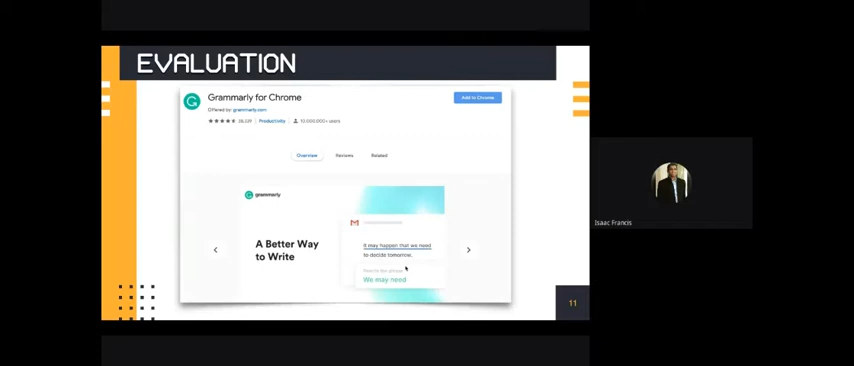 EVALUATION
Grammarly for Chrome
Add to Chrome
Offered by: grammarly.com
Productivity
10,000,000+ users
Overview
Reviews
Related
grammarly
A Better Way
to Write
It may happen that we need
to decide tomorrow.
We may need
11
Isaac Francis